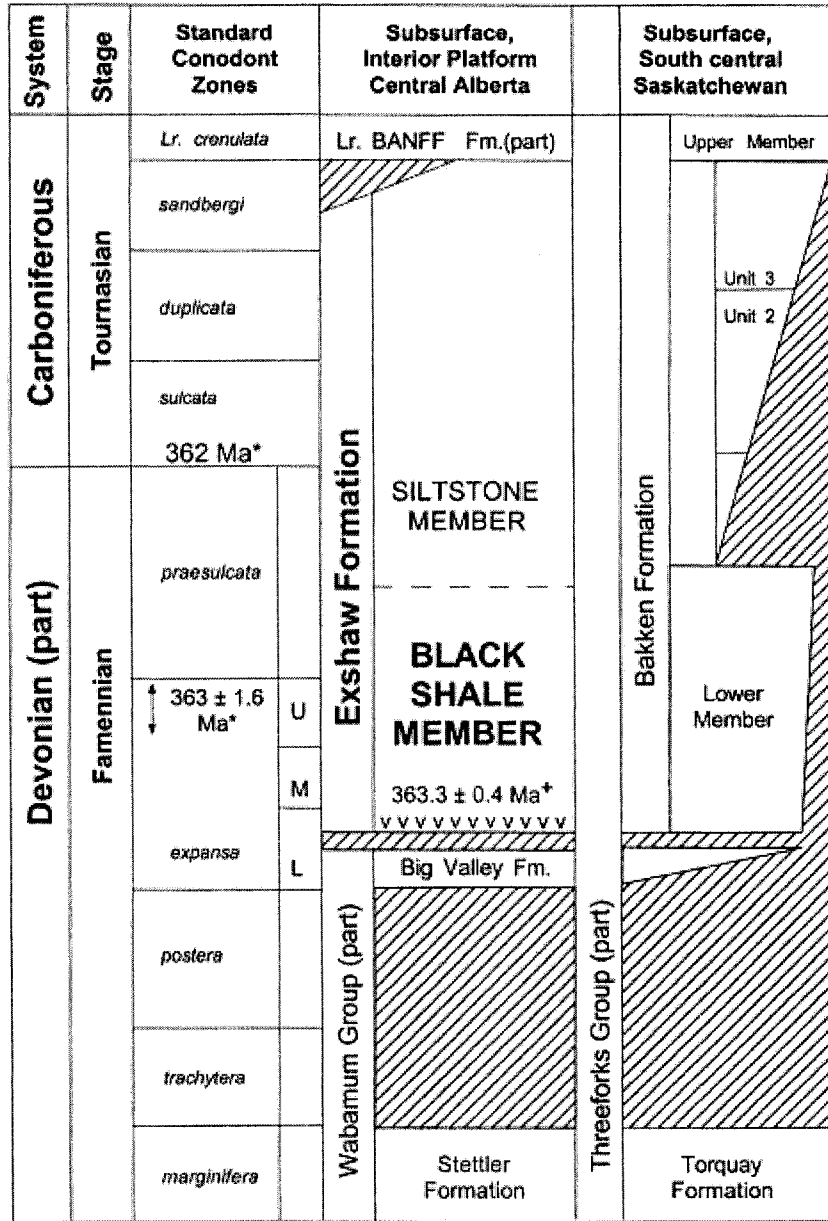 System
Stage
Standard
Conodont
Zones
Subsurface,
Interior Platform
Central Alberta
Subsurface,
South central
Saskatchewan
Carboniferous
Devonian (part)
Tournasian
Famennian
Lr. crenulata
sandbergi
duplicata
sulcata
362 Ma*
praesulcata
363 ± 1.6
Ma*
U
M
expansa
L
postera
trachytera
marginifera
Lr. BANFF Fm.(part)
Exshaw Formation
SILTSTONE
MEMBER
BLACK
SHALE
MEMBER
363.3 ± 0.4 Ma+
v v v v v v v v v v v
Big Valley Fm.
Wabamum Group (part)
Stettler
Formation
Threeforks Group (part)
Bakken Formation
Upper Member
Unit 3
Unit 2
Lower
Member
Torquay
Formation